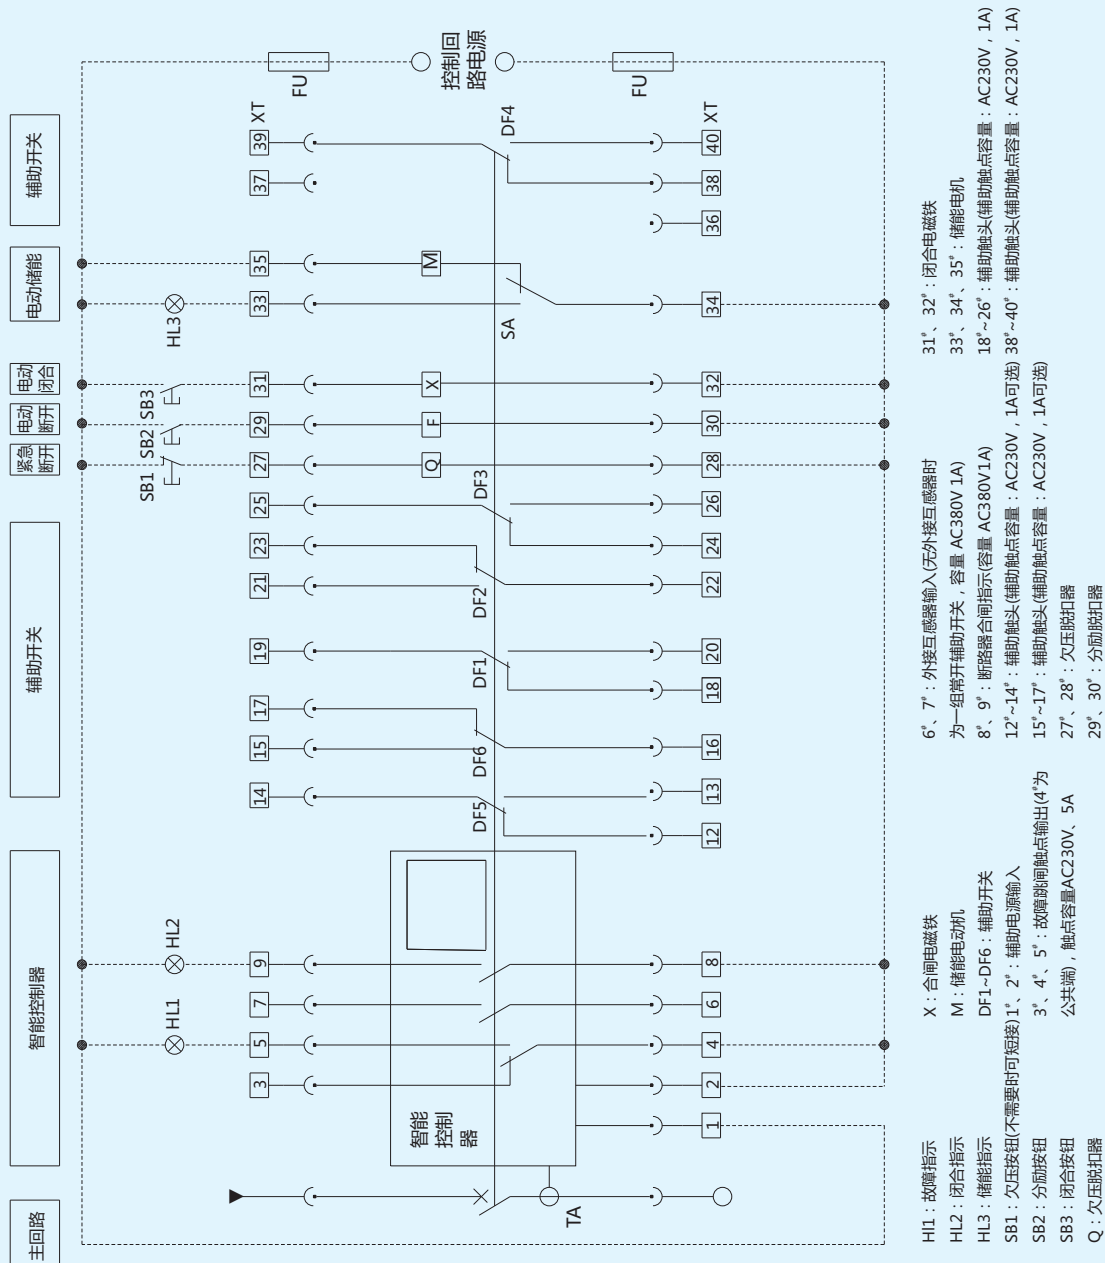 主回路
智能控制器
辅助开关
紧急
断开
电动
断开
电动
闭合
电动储能
辅助开关
HL1
HL2
SB1
SB2
SB3
HL3
3
5
7
9
14
15
17
19
21
23
25
27
29
31
33
35
37
39
XT
FU
控制回
路电源
智能
控制
器
DF5
DF6
DF1
DF2
DF3
Q
F
X
M
SA
DF4
TA
1
2
4
6
8
12
13
16
18
20
22
24
26
28
30
32
34
36
38
40
XT
FU
Hl1：故障指示
HL2：闭合指示
HL3：储能指示
SB1：欠压按钮(不需要时可短接)
SB2：分励按钮
SB3：闭合按钮
Q：欠压脱扣器
X：合闸电磁铁
M：储能电动机
DF1~DF6：辅助开关
1#、2#：辅助电源输入
3#、4#、5#：故障跳闸触点输出(4#为
公共端)，触点容量AC230V、5A
6#、7#：外接互感器输入(无外接互感器时
为一组常开辅助开关，容量 AC380V 1A)
8#、9#：断路器合闸指示(容量 AC380V1A)
12#~14#：辅助触头(辅助触点容量：AC230V，1A可选)
15#~17#：辅助触头(辅助触点容量：AC230V，1A可选)
27#、28#：欠压脱扣器
29#、30#：分励脱扣器
31#、32#：闭合电磁铁
33#、34#、35#：储能电机
18#~26#：辅助触头(辅助触点容量：AC230V，1A)
38#~40#：辅助触头(辅助触点容量：AC230V，1A)